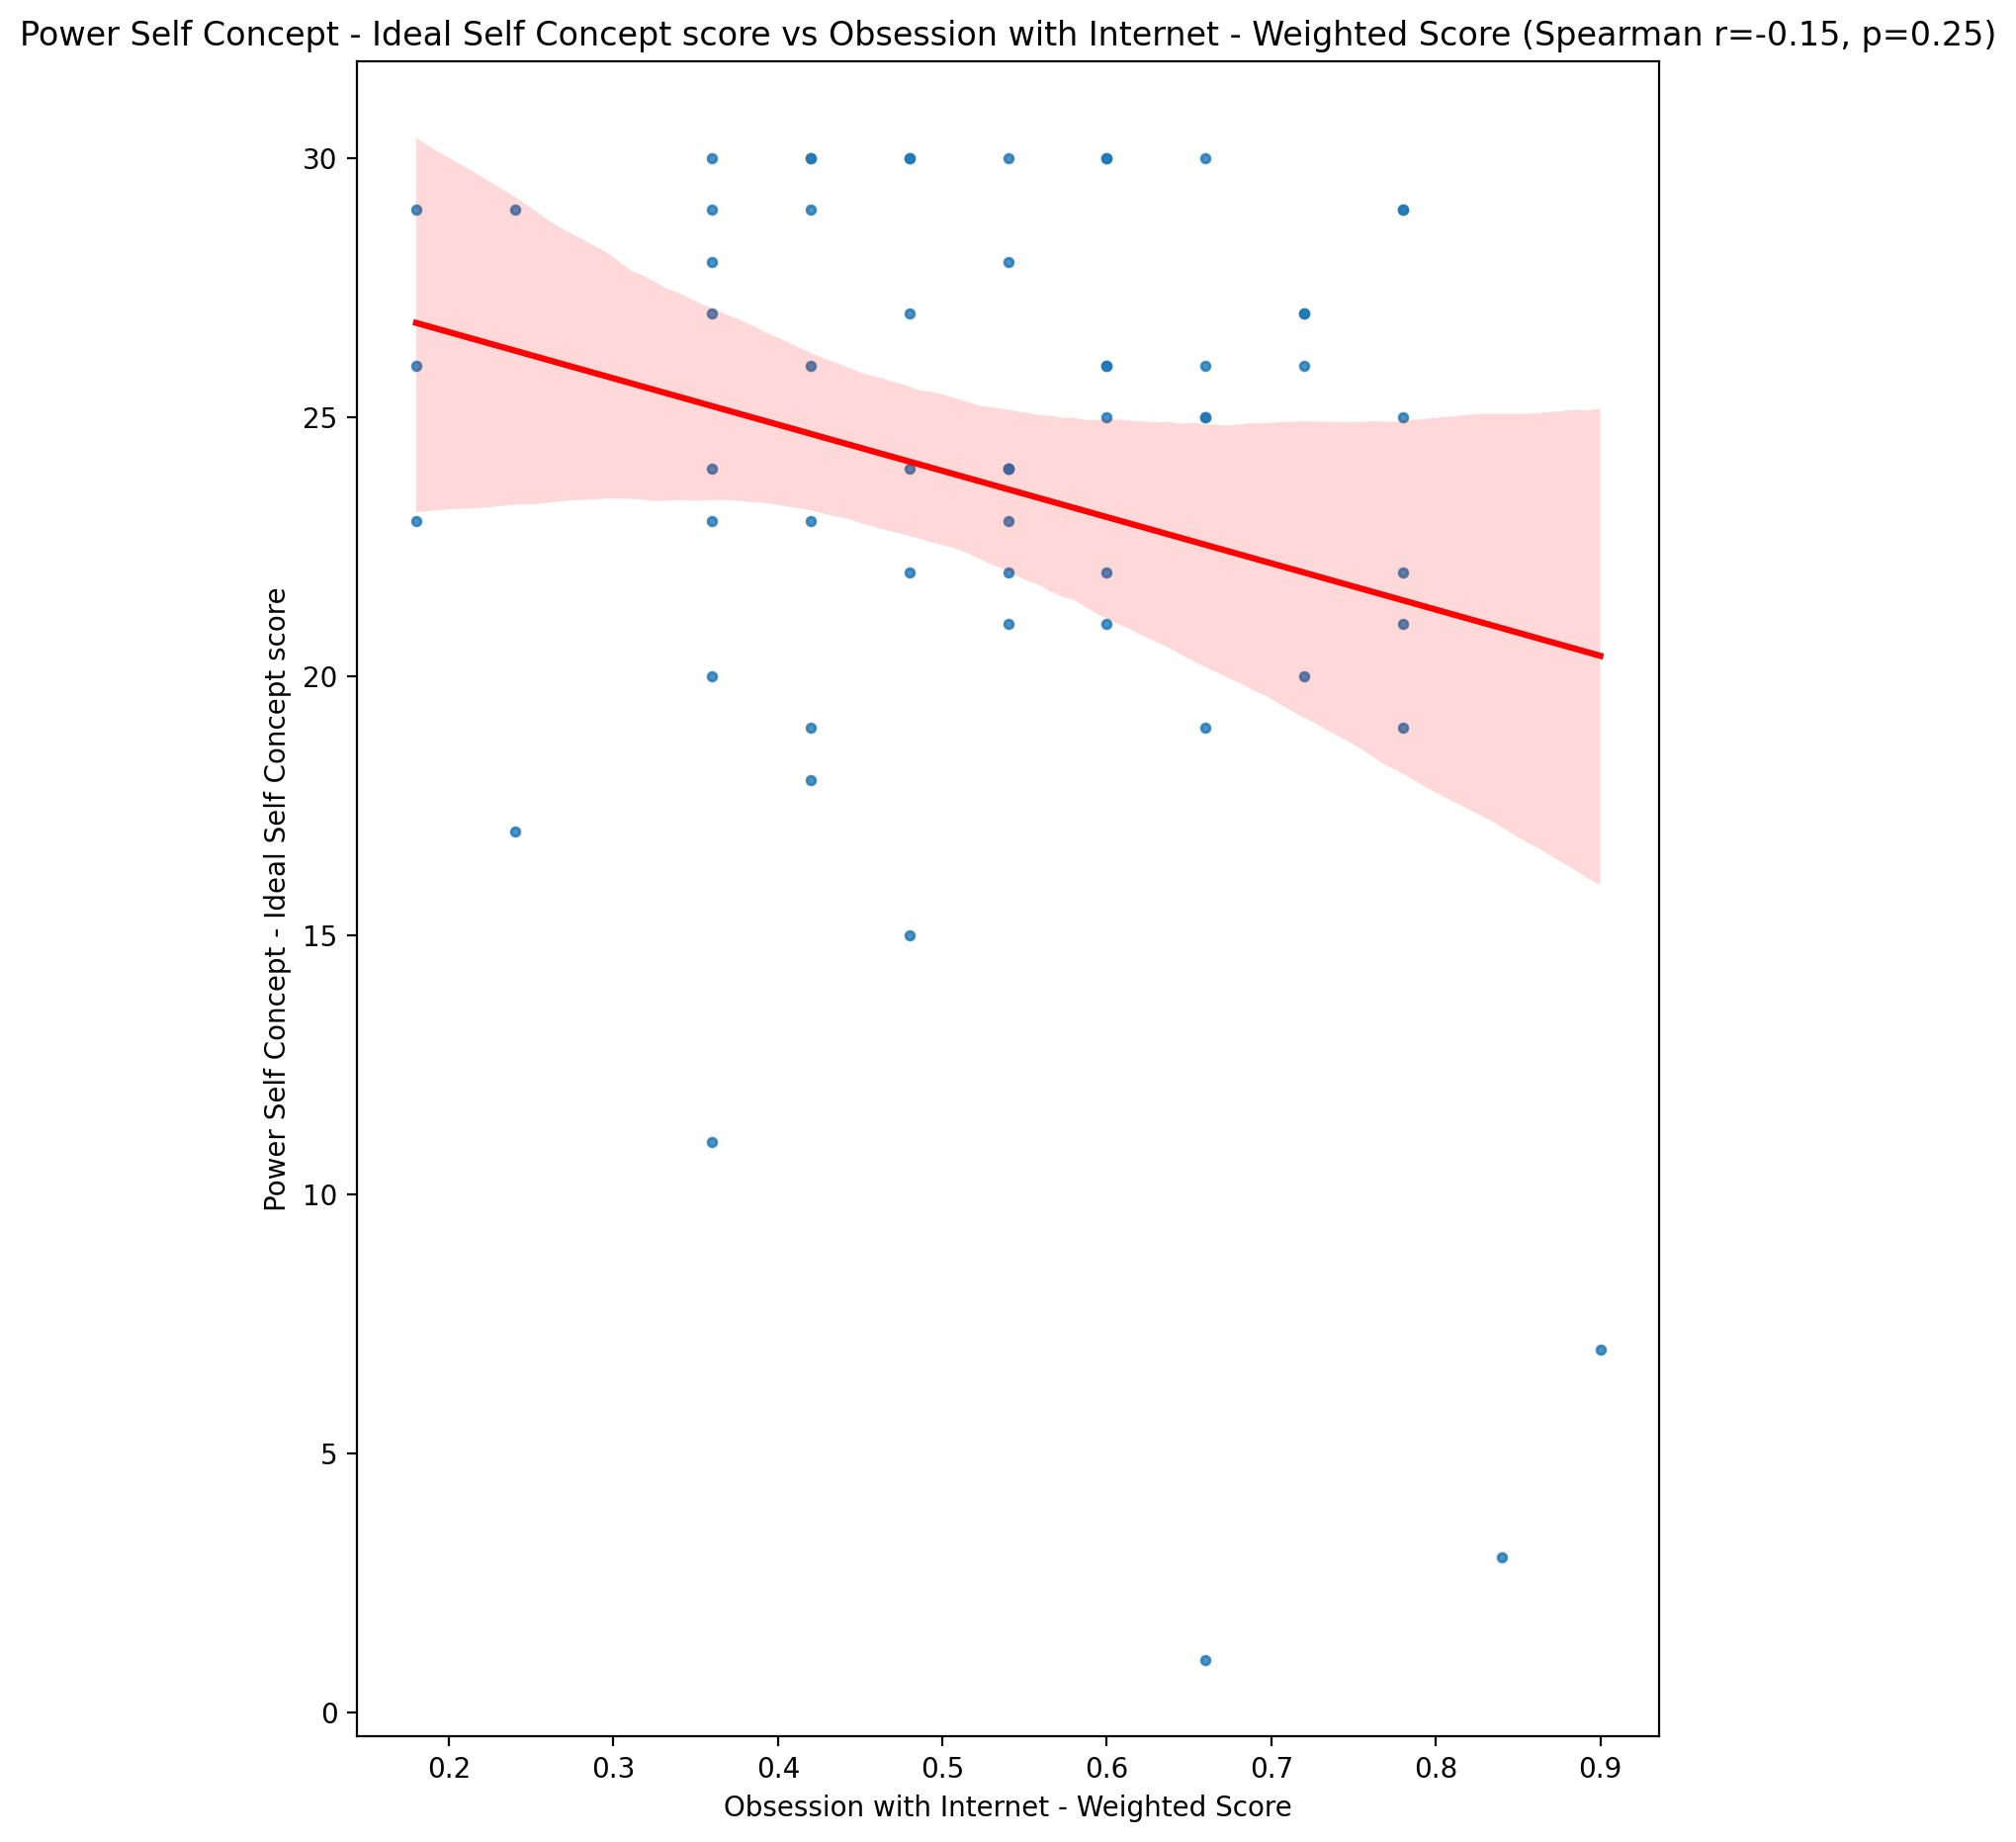 Power Self Concept - Ideal Self Concept score vs Obsession with Internet - Weighted Score (Spearman r=-0.15, p=0.25)
Power Self Concept - Ideal Self Concept score
30
25
20
15
10
5
0
0.2 0.3 0.4 0.5 0.6 0.7 0.8 0.9
Obsession with Internet - Weighted Score